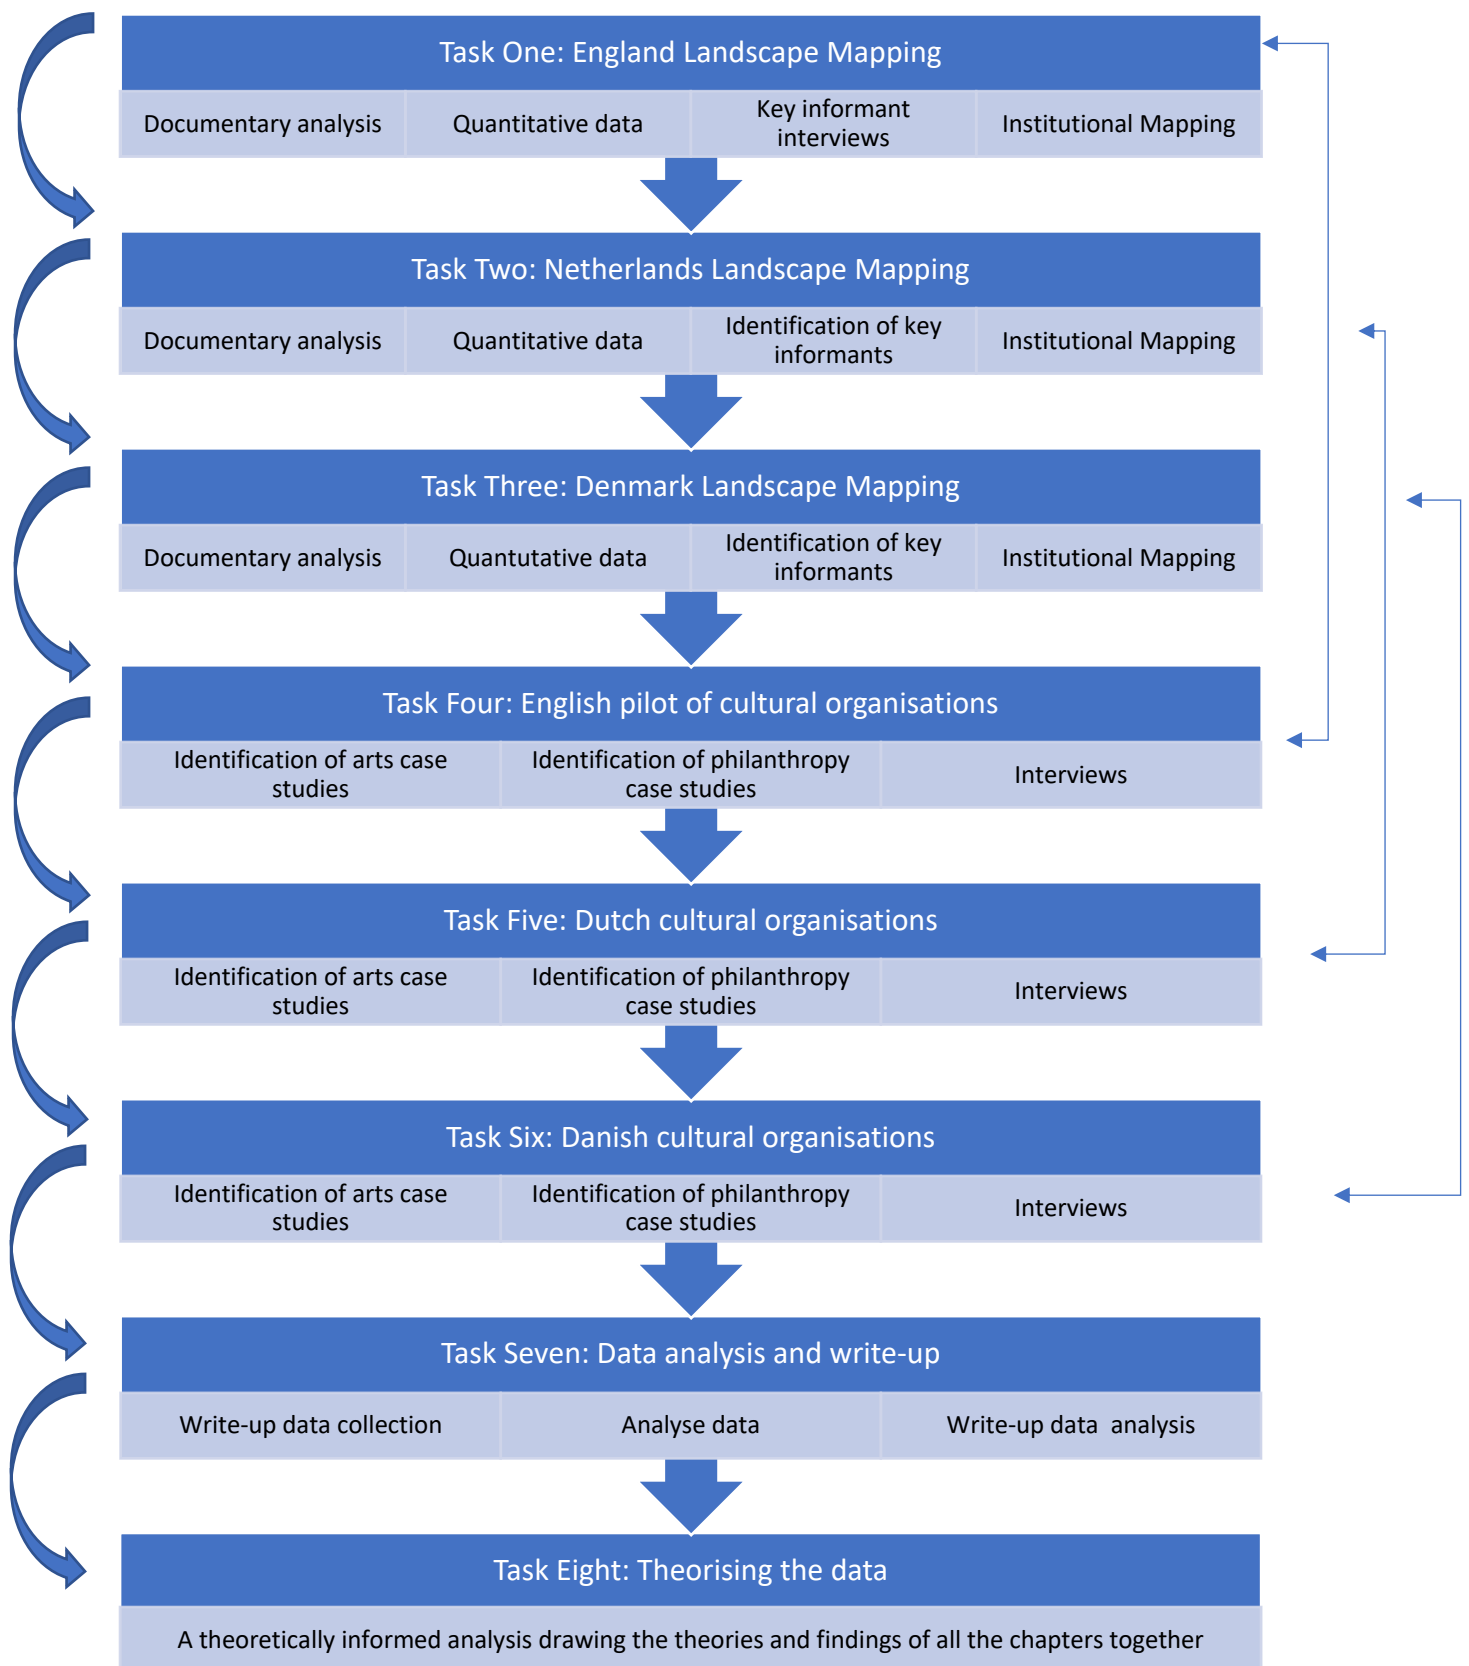 Task One: England Landscape Mapping
Documentary analysis
Quantitative data
Key informant
interviews
Institutional Mapping
Task Two: Netherlands Landscape Mapping
Documentary analysis
Quantitative data
Identification of key
informants
Institutional Mapping
Task Three: Denmark Landscape Mapping
Documentary analysis
Quantutative data
Identification of key
informants
Institutional Mapping
Task Four: English pilot of cultural organisations
Identification of arts case
studies
Identification of philanthropy
case studies
Interviews
Task Five: Dutch cultural organisations
Identification of arts case
studies
Identification of philanthropy
case studies
Interviews
Task Six: Danish cultural organisations
Identification of arts case
studies
Identification of philanthropy
case studies
Interviews
Task Seven: Data analysis and write-up
Write-up data collection
Analyse data
Write-up data  analysis
Task Eight: Theorising the data
A theoretically informed analysis drawing the theories and findings of all the chapters together